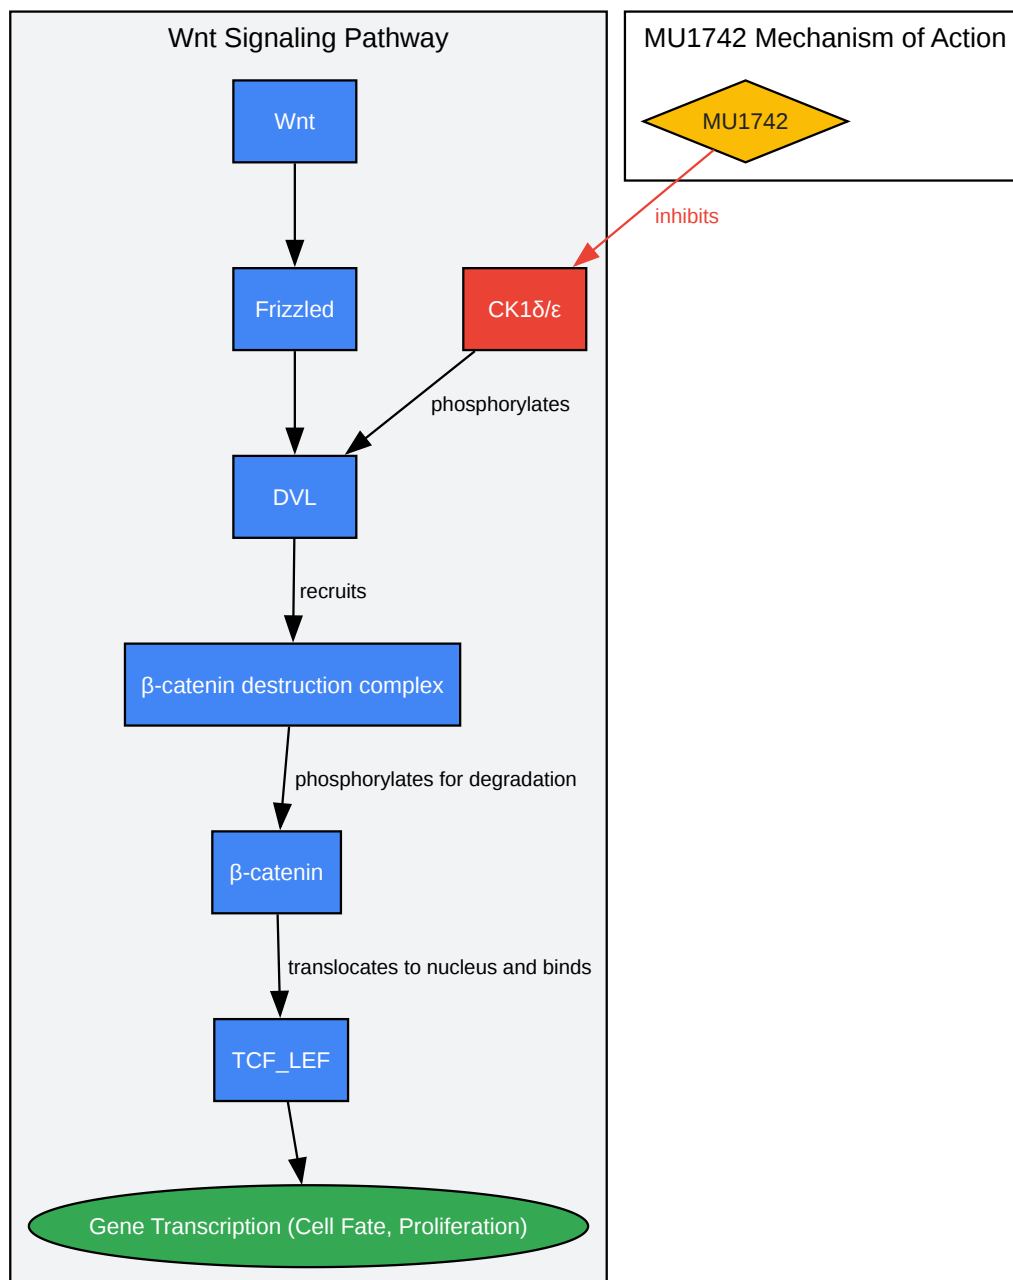 Wnt Signaling Pathway
MU1742 Mechanism of Action
Wnt
MU1742
inhibits
Frizzled
CK1δ/ε
phosphorylates
DVL
recruits
β-catenin destruction complex
phosphorylates for degradation
β-catenin
translocates to nucleus and binds
TCF_LEF
Gene Transcription (Cell Fate, Proliferation)